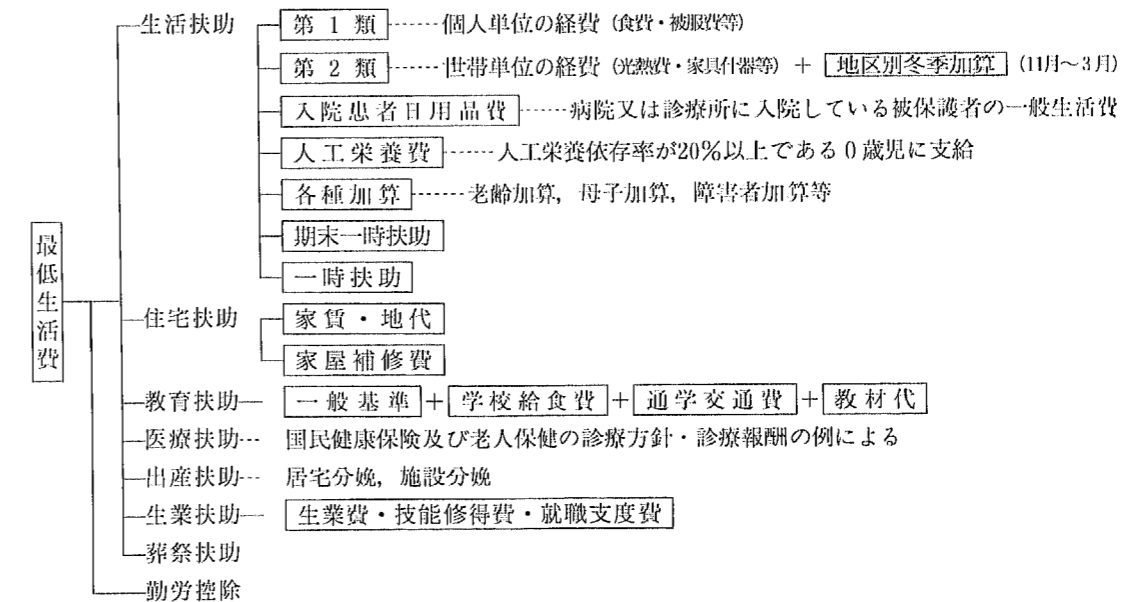 生活扶助 第1類……個人単位の経費(食費・被服費等)
第2類……世帯単位の経費(光熱費・家具什器等)+地区別冬季加算(11月～3月)
入院患者日用品費……病院又は診療所に入院している被保護者の一般生活費
人工栄養費……人工栄養依存率が20%以上である0歳児に支給
各種加算……老齢加算，母子加算，障害者加算等
期末一時扶助
一時扶助
最低生活費
住宅扶助 家賃・地代
家屋補修費
教育扶助 一般基準+学校給食費+通学交通費+教材代
医療扶助… 国民健康保険及び老人保健の診療方針・診療報酬の例による
出産扶助… 居宅分娩，施設分娩
生業扶助 生業費・技能修得費・就職支度費
葬祭扶助
勤労控除